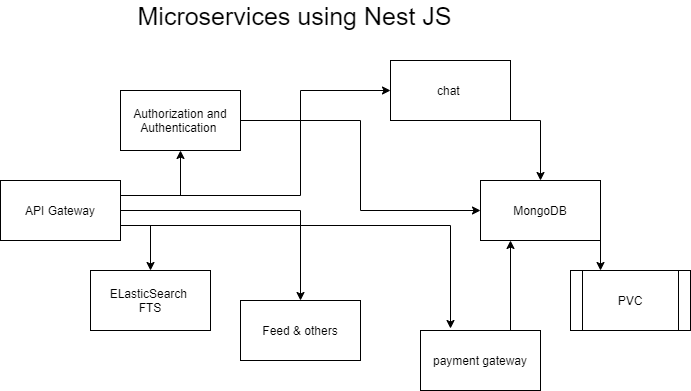 Microservices using Nest JS
chat
Authorization and
Authentication
API Gateway
MongoDB
ELasticSearch
FTS
PVC
Feed & others
payment gateway